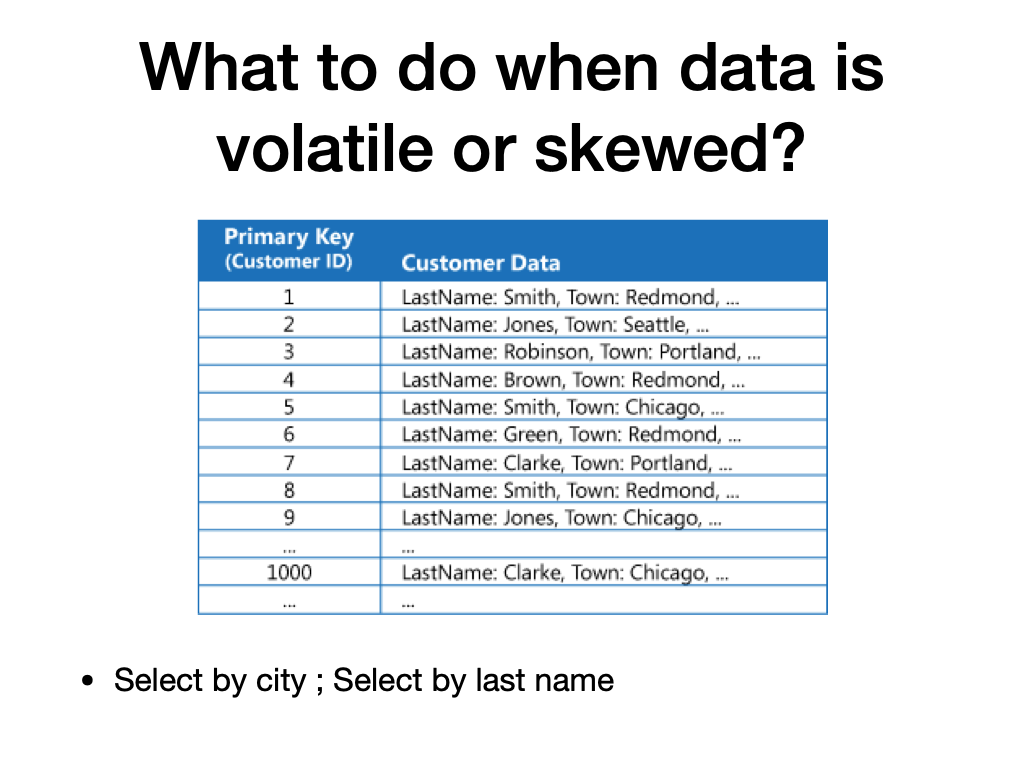 What to do when data is
volatile or skewed?
Primary Key
(Customer ID)
Customer Data
1 LastName: Smith, Town: Redmond, ...
2 LastName: Jones, Town: Seattle, ...
3 LastName: Robinson, Town: Portland, ...
4 LastName: Brown, Town: Redmond, ...
5 LastName: Smith, Town: Chicago, ...
6 LastName: Green, Town: Redmond, ...
7 LastName: Clarke, Town: Portland, ...
8 LastName: Smith, Town: Redmond, ...
9 LastName: Jones, Town: Chicago, ...
... ...
1000 LastName: Clarke, Town: Chicago, ...
... ...
• Select by city ; Select by last name